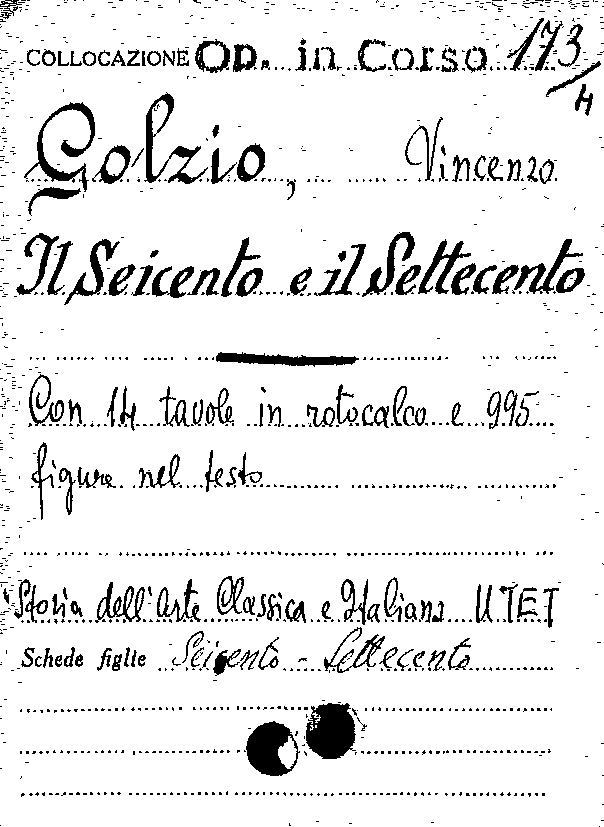 COLLOCAZIONE OP. in Corso 173/4
Golzio, Vincenzo
Il Seicento e il Settecento
Con 14 tavole in rotocalco e 995
figure nel testo
Storia dell'Arte Classica e Italiana UTET
Schede figlie Seicento - Settecento